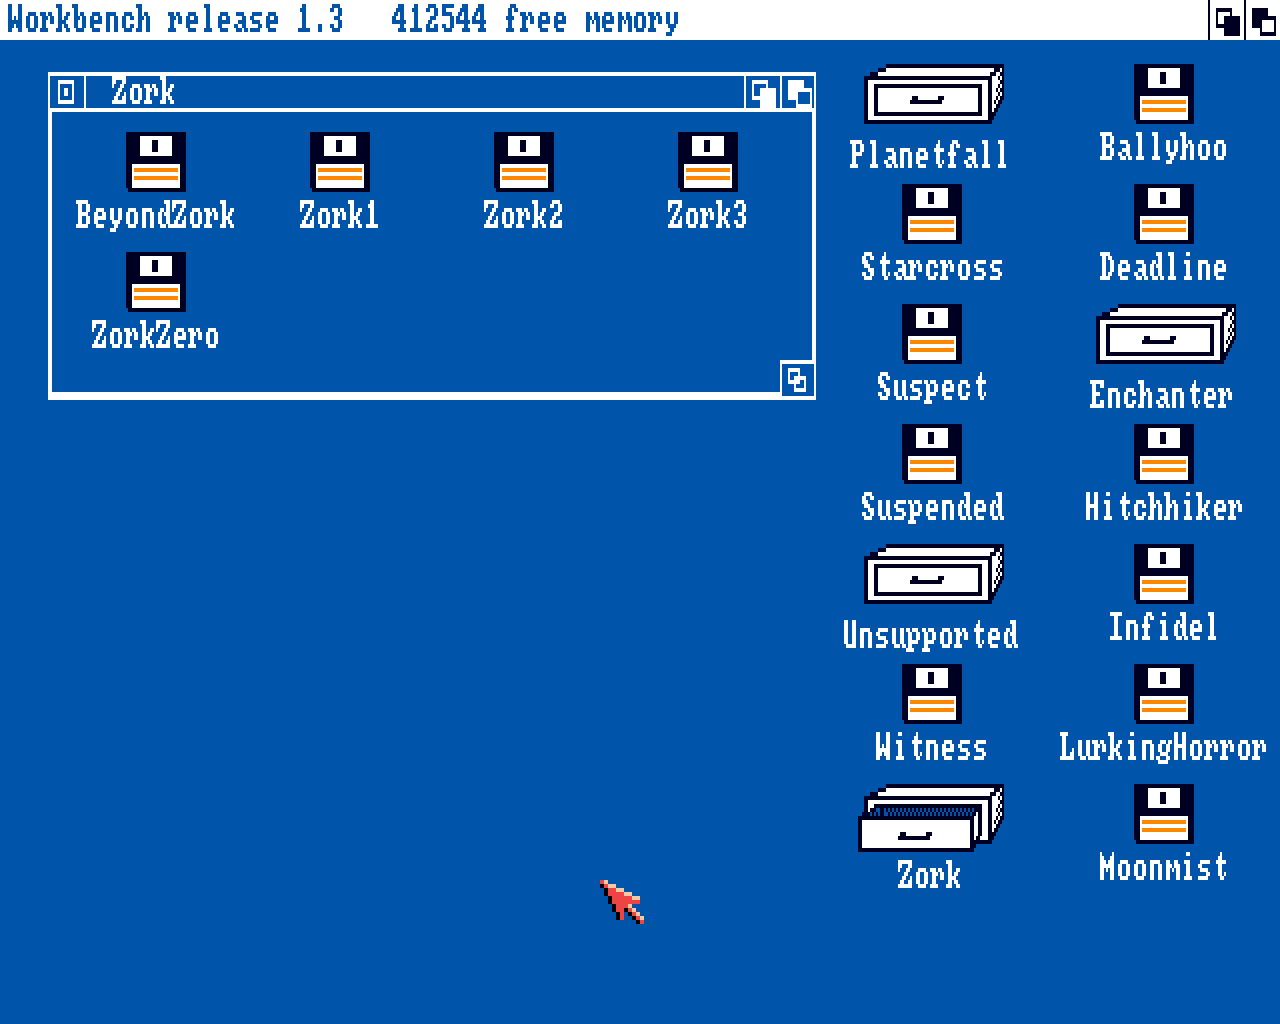 Workbench release 1.3   412544 free memory
Zork
BeyondZork
Zork1
Zork2
Zork3
ZorkZero
Planetfall
Ballyhoo
Starcross
Deadline
Suspect
Enchanter
Suspended
Hitchhiker
Unsupported
Infidel
Witness
LurkingHorror
Zork
Moonmist